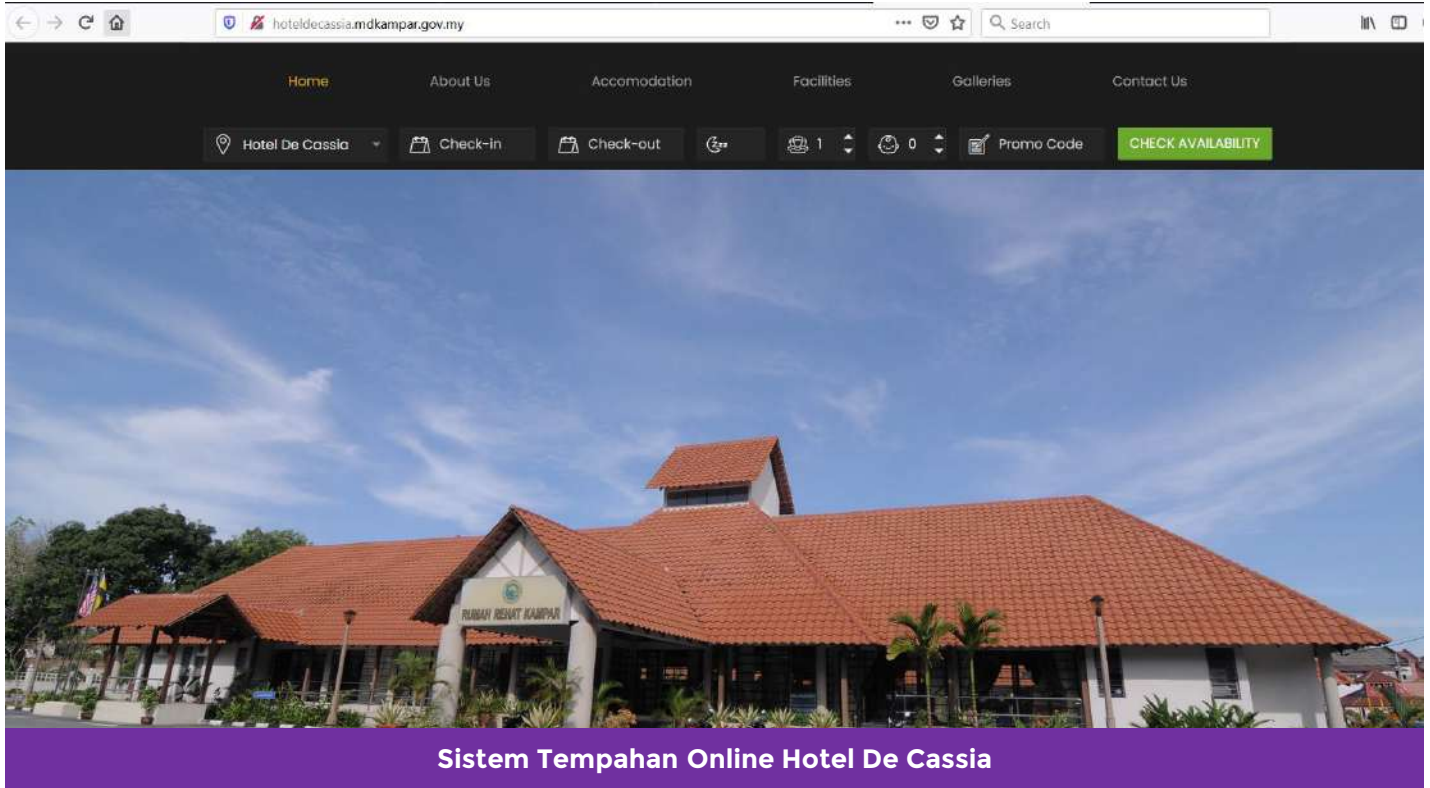 hoteldecassia.mdkampar.gov.my
Search
Home About Us Accomodation Facilities Galleries Contact Us
Hotel De Cassia Check-in Check-out zzz 1 0 Promo Code CHECK AVAILABILITY
RUMAH REHAT KAMPAR
Sistem Tempahan Online Hotel De Cassia